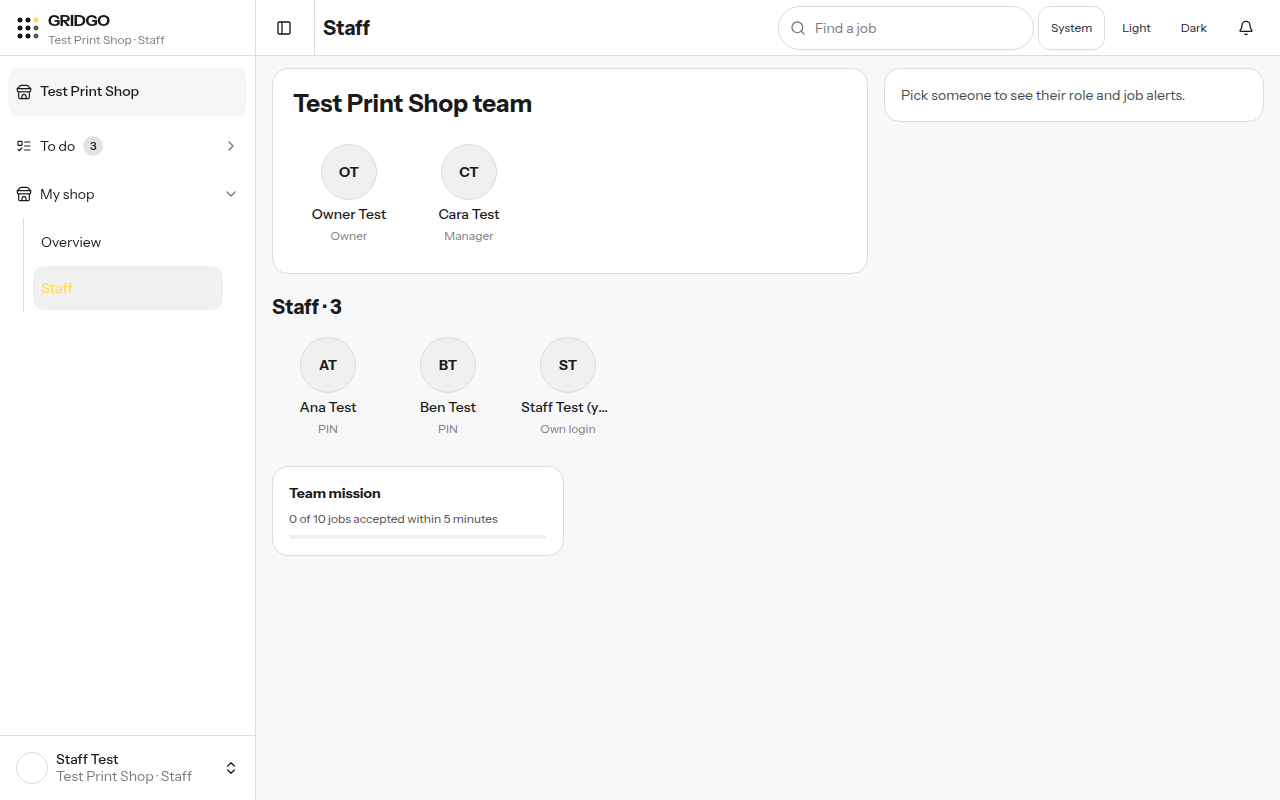 GRIDGO
Test Print Shop · Staff
Staff
Find a job
System
Light
Dark
Test Print Shop
To do 3
My shop
Overview
Staff
Test Print Shop team
OT
CT
Owner Test
Cara Test
Owner
Manager
Pick someone to see their role and job alerts.
Staff · 3
AT
BT
ST
Ana Test
Ben Test
Staff Test (y...
PIN
PIN
Own login
Team mission
0 of 10 jobs accepted within 5 minutes
Staff Test
Test Print Shop · Staff